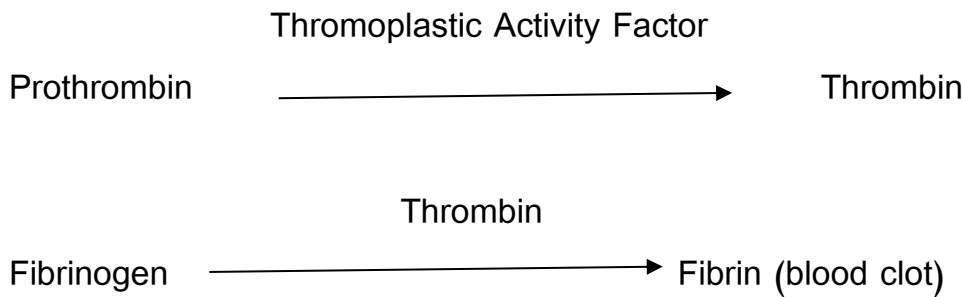 Thromoplastic Activity Factor
Prothrombin Thrombin
Thrombin
Fibrinogen Fibrin (blood clot)